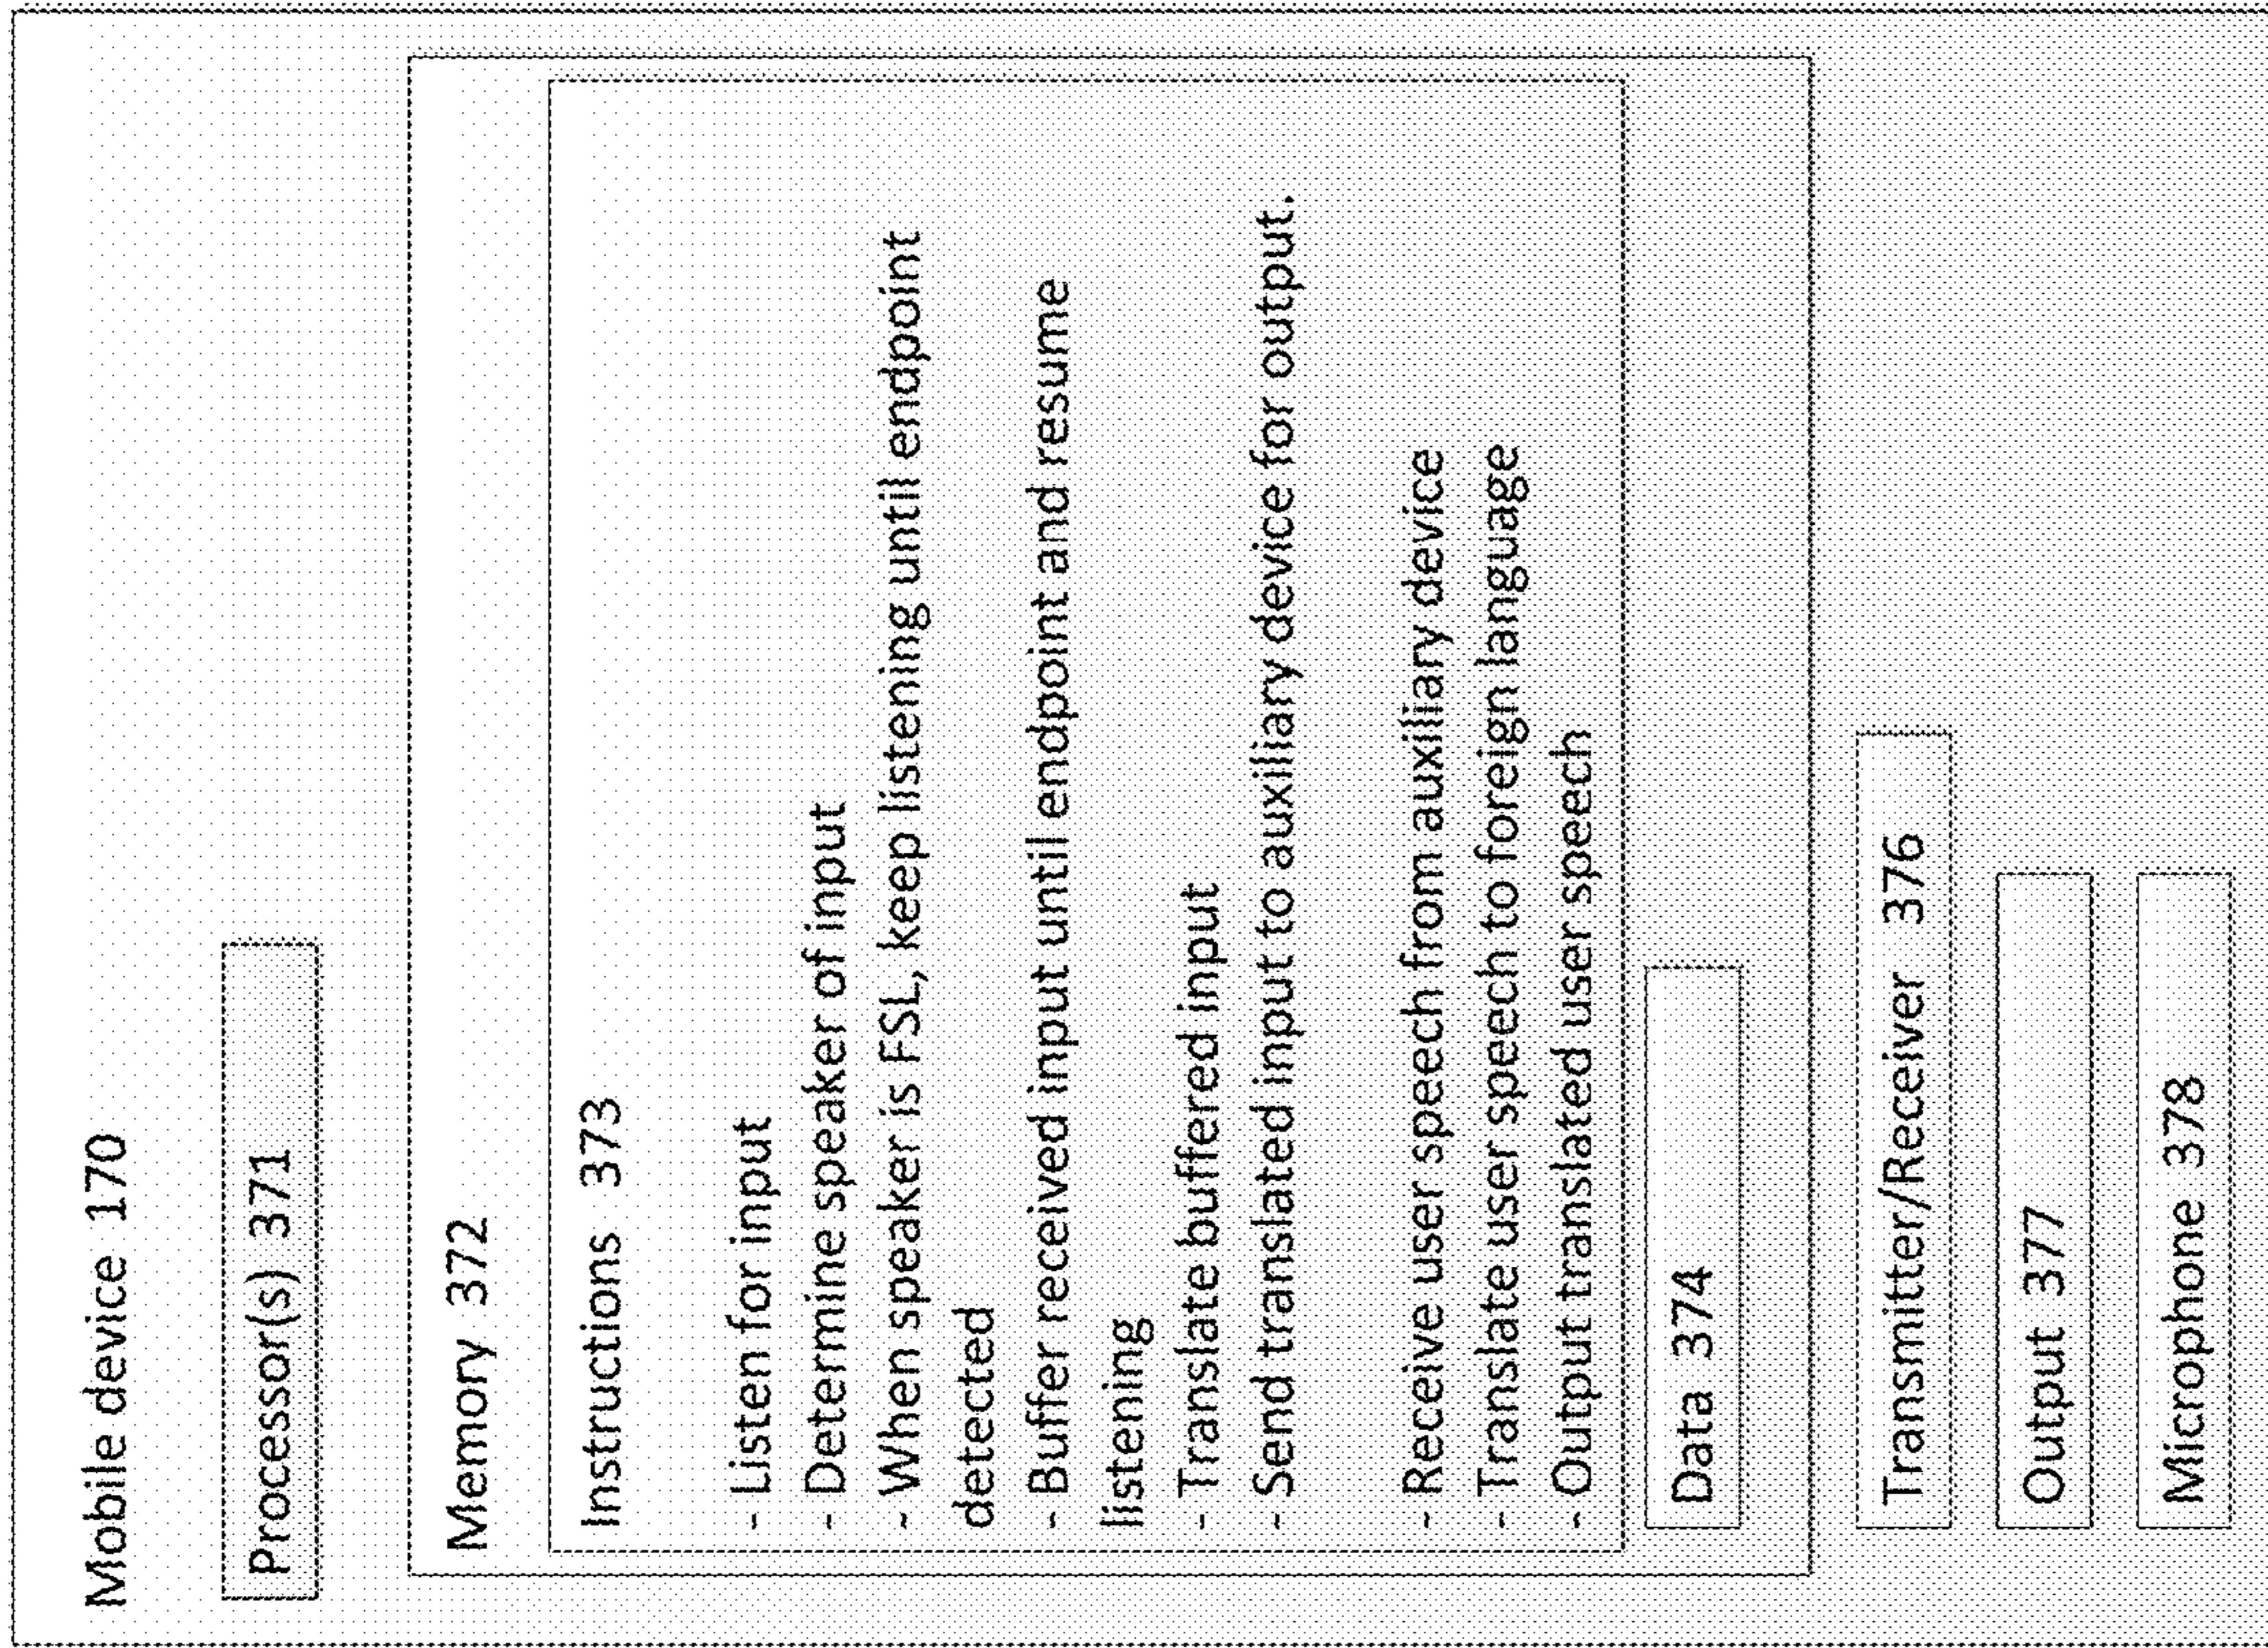 Mobile device 170
Processor(s) 371
Memory 372
Instructions 373
- Listen for input
- Determine speaker of input
- When speaker is FSL, keep listening until endpoint
detected
- Buffer received input until endpoint and resume
listening
- Translate buffered input
- Send translated input to auxiliary device for output.
- Receive user speech from auxiliary device
- Translate user speech to foreign language
- Output translated user speech
Data 374
Transmitter/Receiver 376
Output 377
Microphone 378